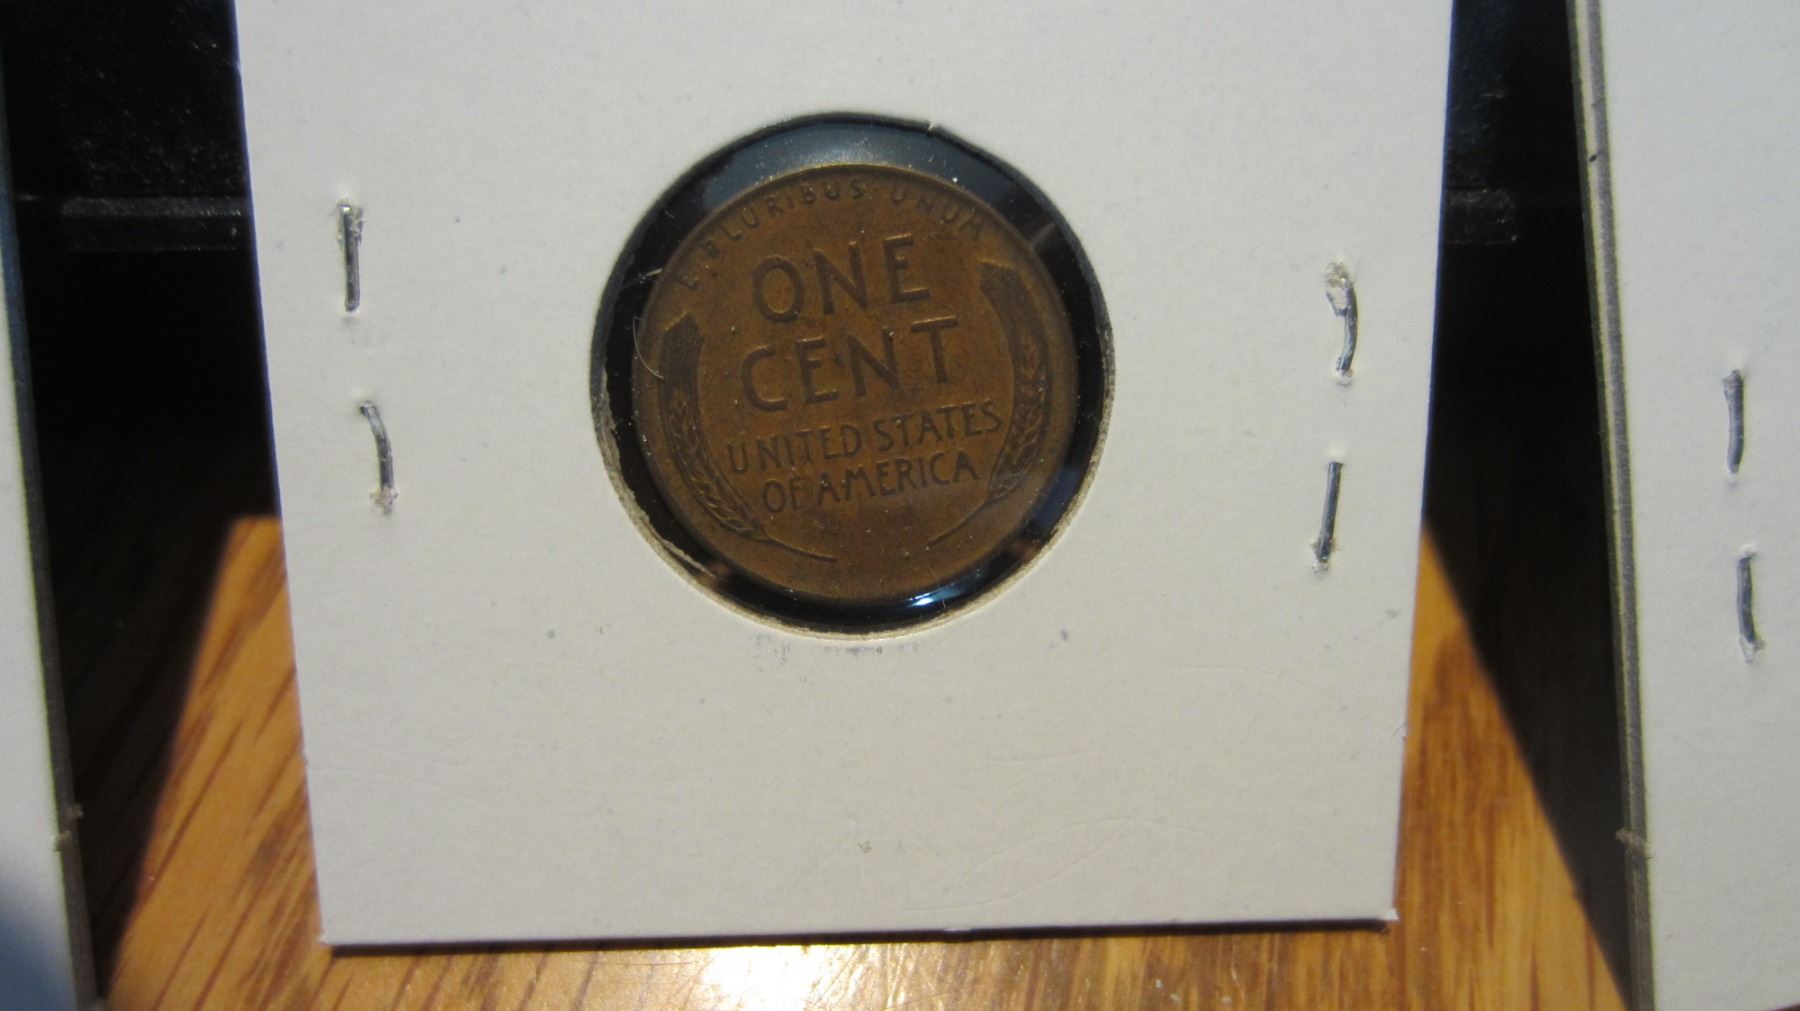 E PLURIBUS UNUM
ONE
CENT
UNITED STATES
OF AMERICA